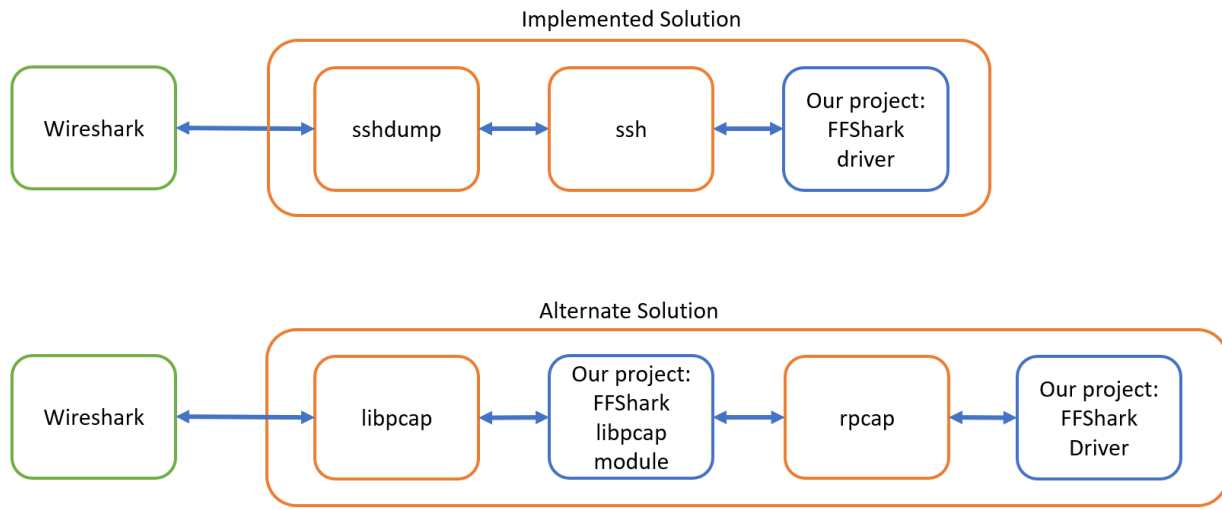 Implemented Solution
Wireshark
sshdump
ssh
Our project:
FFShark
driver
Alternate Solution
Wireshark
libpcap
Our project:
FFShark
libpcap
module
rpcap
Our project:
FFShark
Driver